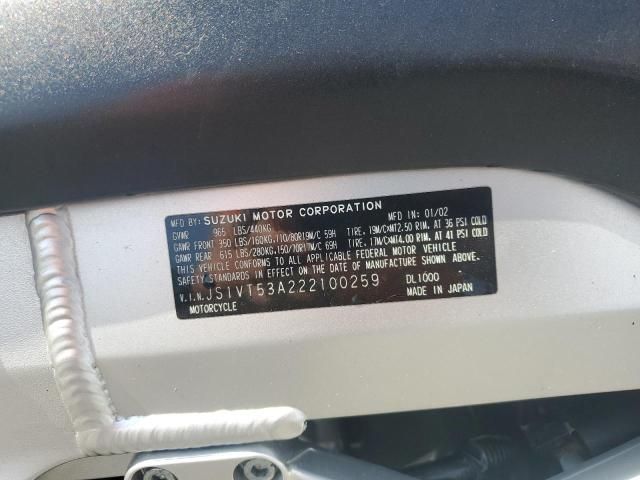 MFD BY: SUZUKI MOTOR CORPORATION MFD IN: 01/02
GVWR 965 LBS/440KG
GAWR FRONT 350 LBS/160KG,110/80R19M/C 59H TIRE, 19M/C×MT2.50 RIM, AT 36 PSI COLD
GAWR REAR 615 LBS/280KG,150/70R17M/C 69H TIRE, 17M/C×MT4.00 RIM, AT 41 PSI COLD
THIS VEHICLE CONFORMS TO ALL APPLICABLE FEDERAL MOTOR VEHICLE
SAFETY STANDARDS IN EFFECT ON THE DATE OF MANUFACTURE SHOWN ABOVE.
V.I.N. JS1VT53A222100259 DL1000
MOTORCYCLE MADE IN JAPAN